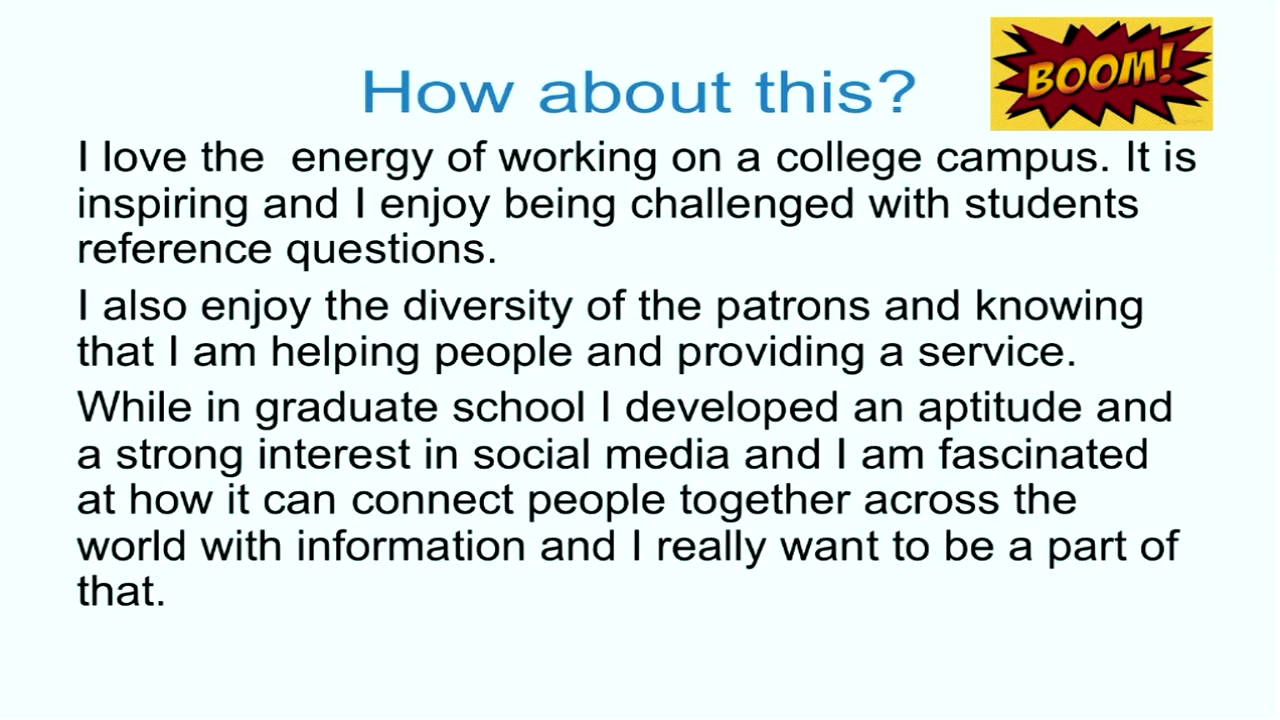 How about this?
BOOM!
I love the  energy of working on a college campus. It is
inspiring and I enjoy being challenged with students
reference questions.
I also enjoy the diversity of the patrons and knowing
that I am helping people and providing a service.
While in graduate school I developed an aptitude and
a strong interest in social media and I am fascinated
at how it can connect people together across the
world with information and I really want to be a part of
that.